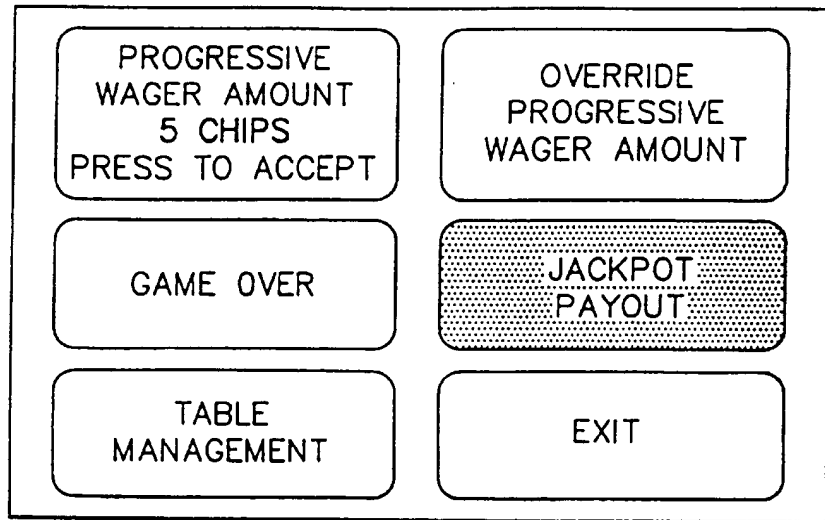 PROGRESSIVE
WAGER AMOUNT
5 CHIPS
PRESS TO ACCEPT
OVERRIDE
PROGRESSIVE
WAGER AMOUNT
GAME OVER
JACKPOT
PAYOUT
TABLE
MANAGEMENT
EXIT